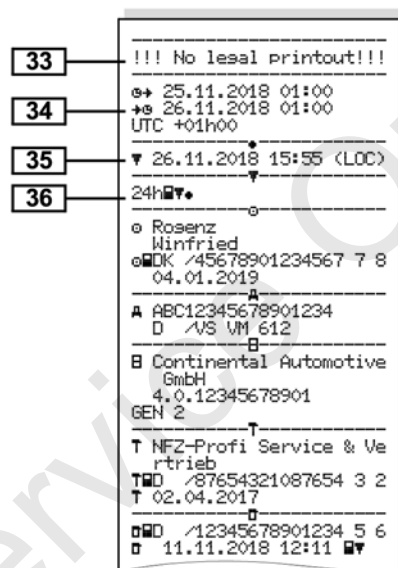 !!! No legal printout!!!
33
25.11.2018 01:00
34
26.11.2018 01:00
UTC +01h00
35
▼ 26.11.2018 15:55 (LOC)
36
24h▼◆
Rogenz
Winfried
DK /45678901234567 7 8
04.01.2019
A
A ABC12345678901234
D /VS VM 612
B
B Continental Automotive
GmbH
4.0.12345678901
GEN 2
T
T NFZ-Profi Service & Ve
rtrieb
T D /87654321087654 3 2
T 02.04.2017
D /12345678901234 5 6
11.11.2018 12:11 ▼
Service O